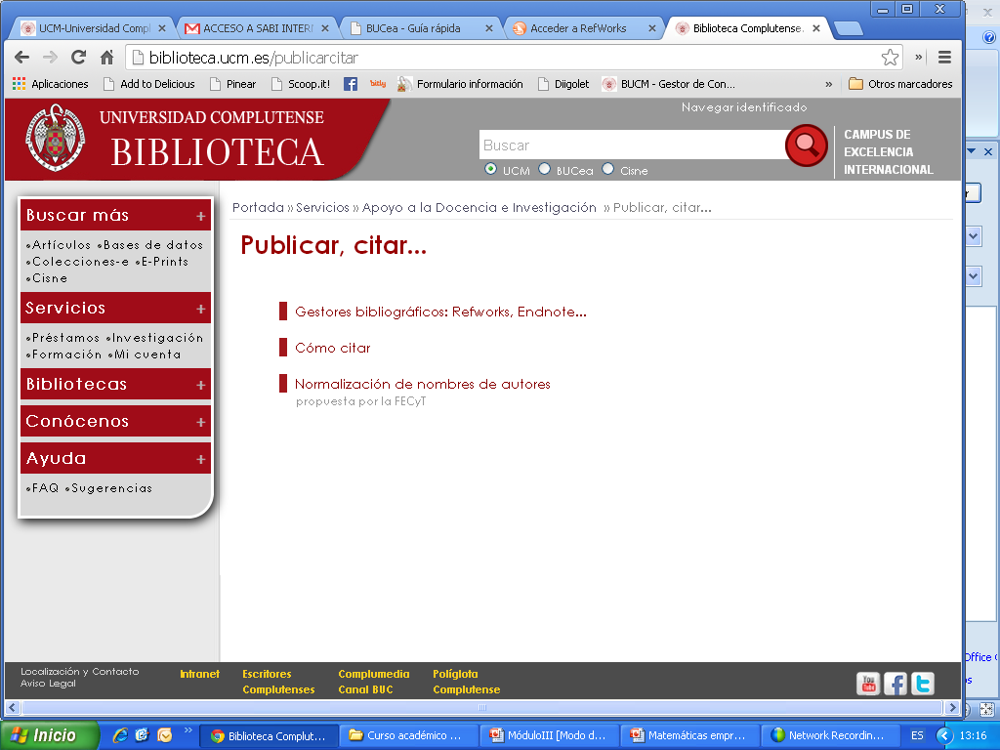 UCM-Universidad Compl
ACCESO A SABI INTERN
BUCea - Guía rápida
Acceder a RefWorks
Biblioteca Complutense.
biblioteca.ucm.es/publicarcitar
Aplicaciones
Add to Delicious
Pinear
Scoop.it!
bitly
Formulario información
Diigolet
BUCM - Gestor de Con...
»
Otros marcadores
UNIVERSIDAD COMPLUTENSE
BIBLIOTECA
Navegar identificado
Buscar
UCM BUCea Cisne
CAMPUS DE
EXCELENCIA
INTERNACIONAL
Buscar más +
Artículos Bases de datos
Colecciones-e E-Prints
Cisne
Servicios +
Préstamos Investigación
Formación Mi cuenta
Bibliotecas +
Conócenos +
Ayuda +
FAQ Sugerencias
Portada » Servicios » Apoyo a la Docencia e Investigación » Publicar, citar...
Publicar, citar...
Gestores bibliográficos: Refworks, Endnote...
Cómo citar
Normalización de nombres de autores
propuesta por la FECyT
Localización y Contacto
Aviso Legal
Intranet
Escritores
Complutenses
Complumedia
Canal BUC
Políglota
Complutense
You Tube
Office
Inicio
»
Biblioteca Complut...
Curso académico ...
MóduloIII [Modo d...
Matemáticas empr...
Network Recordin...
ES
13:16